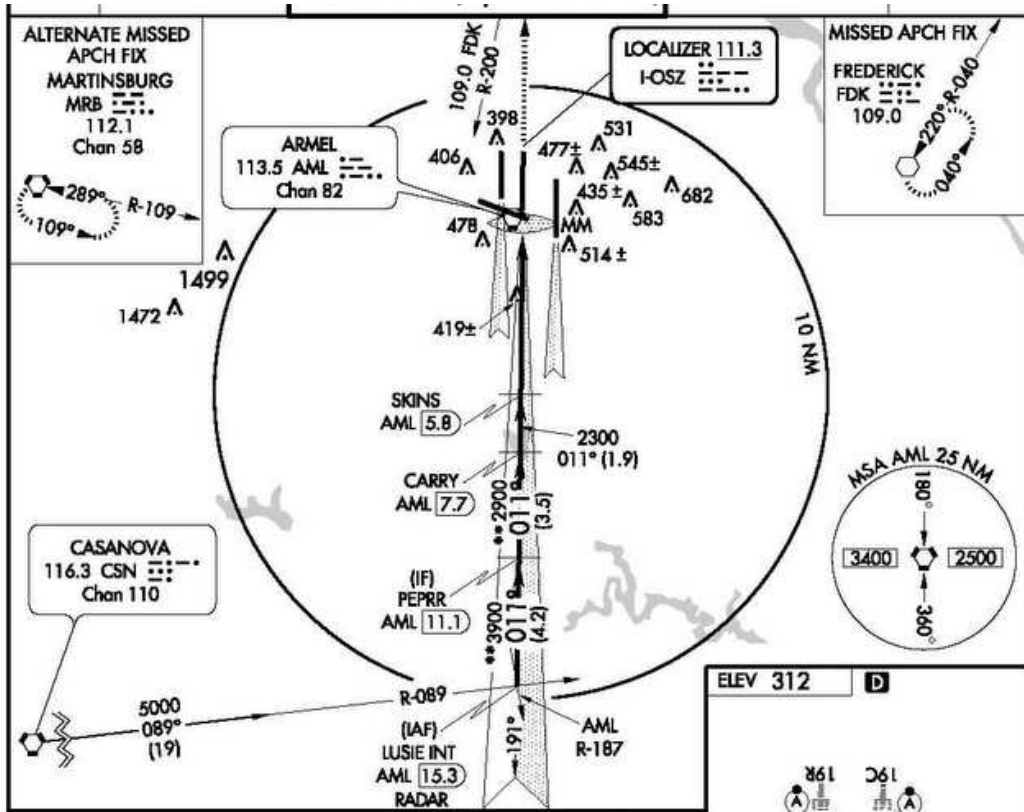 ALTERNATE MISSED
APCH FIX
MARTINSBURG
MRB
112.1
Chan 58
289°
R-109
109°
109.0 FDK
R-200
LOCALIZER 111.3
I-OSZ
MISSED APCH FIX
FREDERICK
FDK
109.0
R-040
220°
040°
ARMEL
113.5 AML
Chan 82
398
406
478
531
477±
545±
682
435 ±
583
MM
514 ±
1499
1472
419±
10 NM
SKINS
AML 5.8
2300
011° (1.9)
CARRY
AML 7.7
**2900
011°
(3.5)
MSA AML 25 NM
180°
3400
2500
360°
CASANOVA
116.3 CSN
Chan 110
(IF)
PEPRR
AML 11.1
**3900
011°
(4.2)
5000
089°
(19)
R-089
(IAF)
LUSIE INT
AML 15.3
RADAR
191°
AML
R-187
ELEV 312
D
19R
19C
A
A